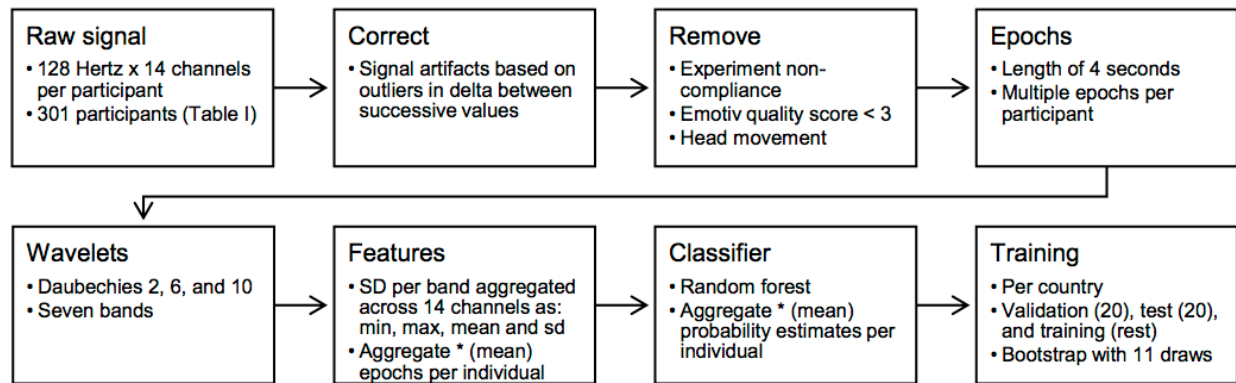 Raw signal
• 128 Hertz x 14 channels
per participant
• 301 participants (Table I)
Correct
• Signal artifacts based on
outliers in delta between
successive values
Remove
• Experiment non-
compliance
• Emotiv quality score < 3
• Head movement
Epochs
• Length of 4 seconds
• Multiple epochs per
participant
Wavelets
• Daubechies 2, 6, and 10
• Seven bands
Features
• SD per band aggregated
across 14 channels as:
min, max, mean and sd
• Aggregate * (mean)
epochs per individual
Classifier
• Random forest
• Aggregate * (mean)
probability estimates per
individual
Training
• Per country
• Validation (20), test (20),
and training (rest)
• Bootstrap with 11 draws